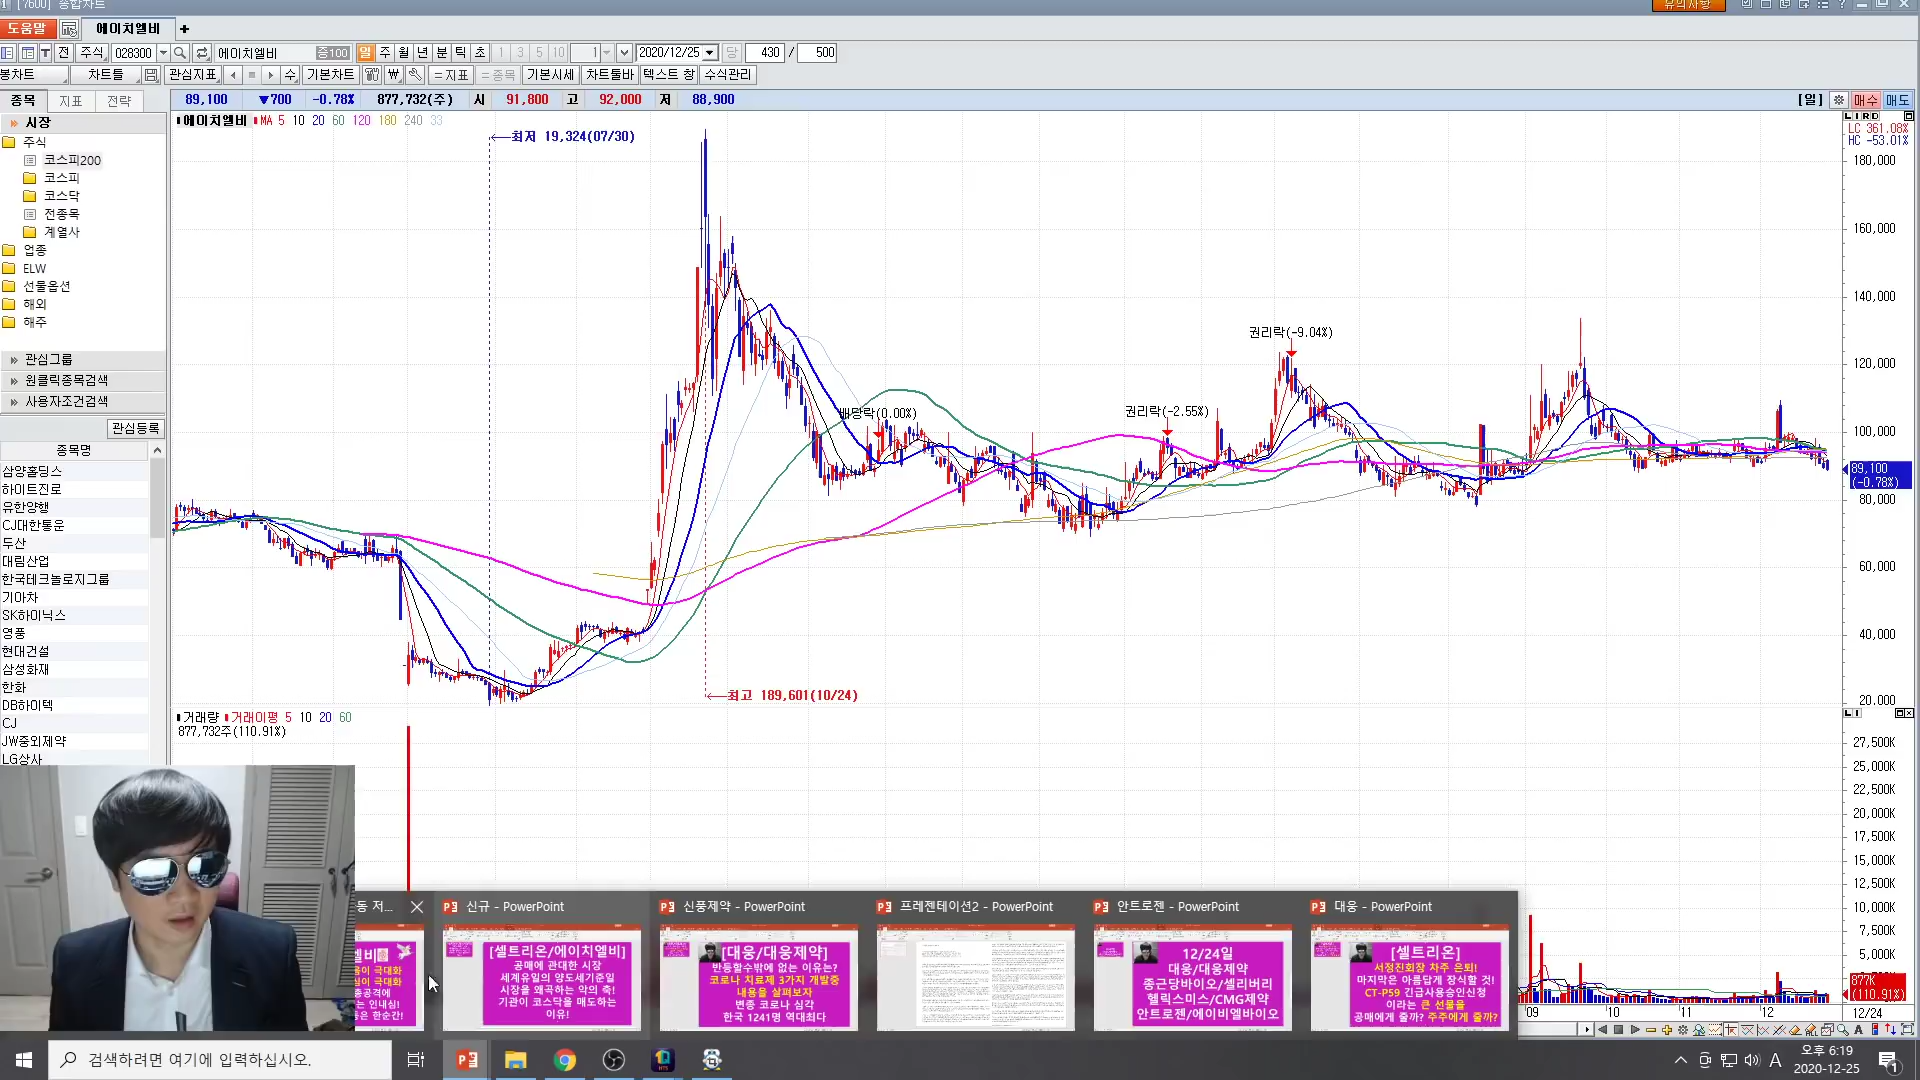 [7600] 종합차트
유의사항
도움말 에이치엘비 +
전 주식 028300 에이치엘비 증100 일 주 월 년 분 틱 초 1 3 5 10 1 2020/12/25 당 430 / 500
봉차트 차트틀 관심지표 수 기본차트 ₩ =지표 =종목 기본시세 차트툴바 텍스트 창 수식관리
종목 지표 전략
89,100 ▼700 -0.78% 877,732(주) 시 91,800 고 92,000 저 88,900 [일] 매수 매도
에이치엘비 MA 5 10 20 60 120 180 240 33
LC 361.08%
HC -53.01%
최저 19,324(07/30)
권리락(-9.04%)
배당락(0.00%)
권리락(-2.55%)
최고 189,601(10/24)
180,000
160,000
140,000
120,000
100,000
89,100
(-0.78%)
80,000
60,000
40,000
20,000
거래량 거래이평 5 10 20 60
877,732주(110.91%)
27,500K
25,000K
22,500K
20,000K
17,500K
15,000K
12,500K
10,000K
7,500K
5,000K
877K
(110.91%)
09 10 11 12 12/24
시장
주식
코스피200
코스피
코스닥
전종목
계열사
업종
ELW
선물옵션
해외
해주
관심그룹
원클릭종목검색
사용자조건검색
관심등록
종목명
삼양홀딩스
하이트진로
유한양행
CJ대한통운
두산
대림산업
한국테크놀로지그룹
기아차
SK하이닉스
영풍
현대건설
삼성화재
한화
DB하이텍
CJ
JW중외제약
LG상사
동 저...
신규 - PowerPoint
[셀트리온/에이치엘비]
공매에 관대한 시장
세계유일의 양도세기준일
시장을 왜곡하는 악의 축!
기관이 코스닥을 매도하는
이유!
신풍제약 - PowerPoint
[대웅/대웅제약]
반등할수밖에 없는 이유는?
코로나 치료제 3가지 개발중
내용을 살펴보자
변종 코로나 심각
한국 1241명 역대최다
프레젠테이션2 - PowerPoint
안트로젠 - PowerPoint
12/24일
대웅/대웅제약
종근당바이오/셀리버리
헬릭스미스/CMG제약
안트로젠/에이비엘바이오
대웅 - PowerPoint
[셀트리온]
서정진회장 차주 은퇴!
마지막은 아름답게 장식할 것!
CT-P59 긴급사용승인신청
이라는 큰 선물을
공매에게 줄까? 주주에게 줄까?
검색하려면 여기에 입력하십시오.
A 오후 6:19
2020-12-25